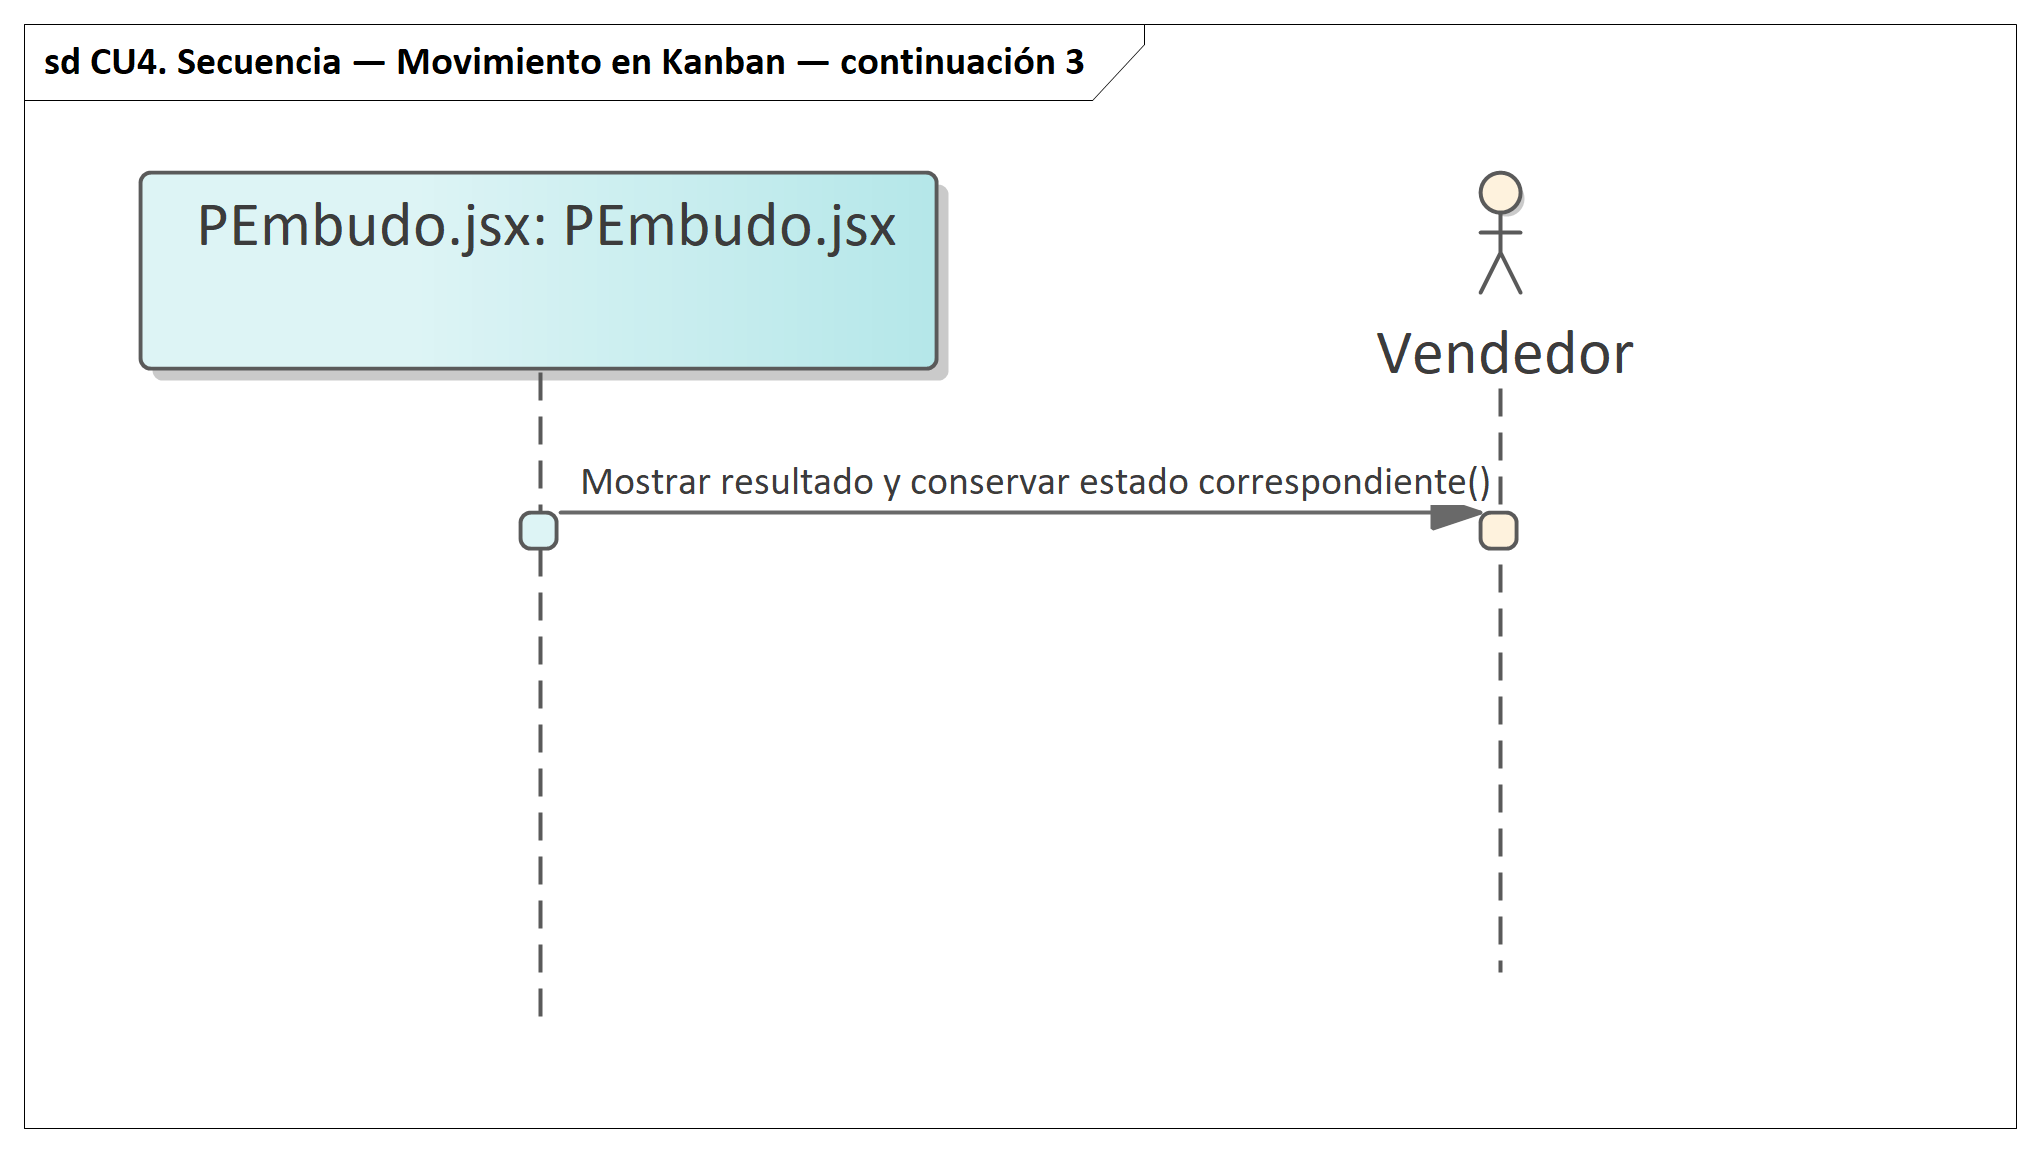 sd CU4. Secuencia — Movimiento en Kanban — continuación 3
PEmbudo.jsx: PEmbudo.jsx
Vendedor
Mostrar resultado y conservar estado correspondiente()